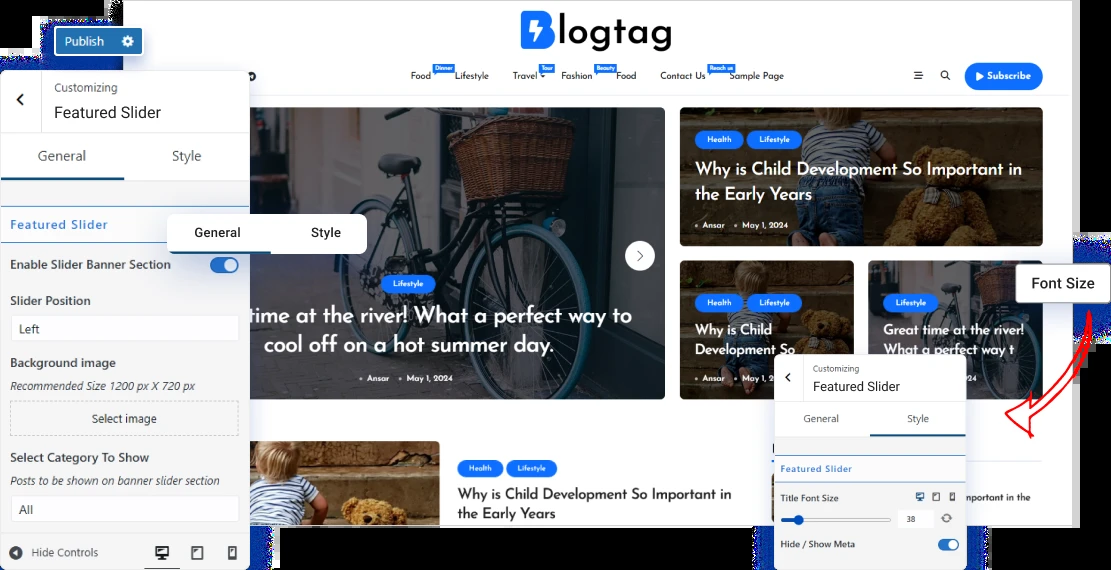 Publish
Customizing
Featured Slider
General
Style
Featured Slider
General
Style
Enable Slider Banner Section
Slider Position
Left
Background image
Recommended Size 1200 px X 720 px
Select image
Select Category To Show
Posts to be shown on banner slider section
All
Hide Controls
Blogtag
Food Dinner Lifestyle Travel Tour Fashion Beauty Food Contact Us Reach us Sample Page
Subscribe
Lifestyle
time at the river! What a perfect way to
cool off on a hot summer day.
Ansar May 1, 2024
Health Lifestyle
Why is Child Development So Important in
the Early Years
Ansar May 1, 2024
Health Lifestyle
Why is Child
Development So
Ansar May 1, 2
Lifestyle
Great time at the river!
What a perfect way t
Font Size
Health Lifestyle
Why is Child Development So Important in
the Early Years
Customizing
Featured Slider
General
Style
Featured Slider
Title Font Size
38
Hide / Show Meta
mportant in the